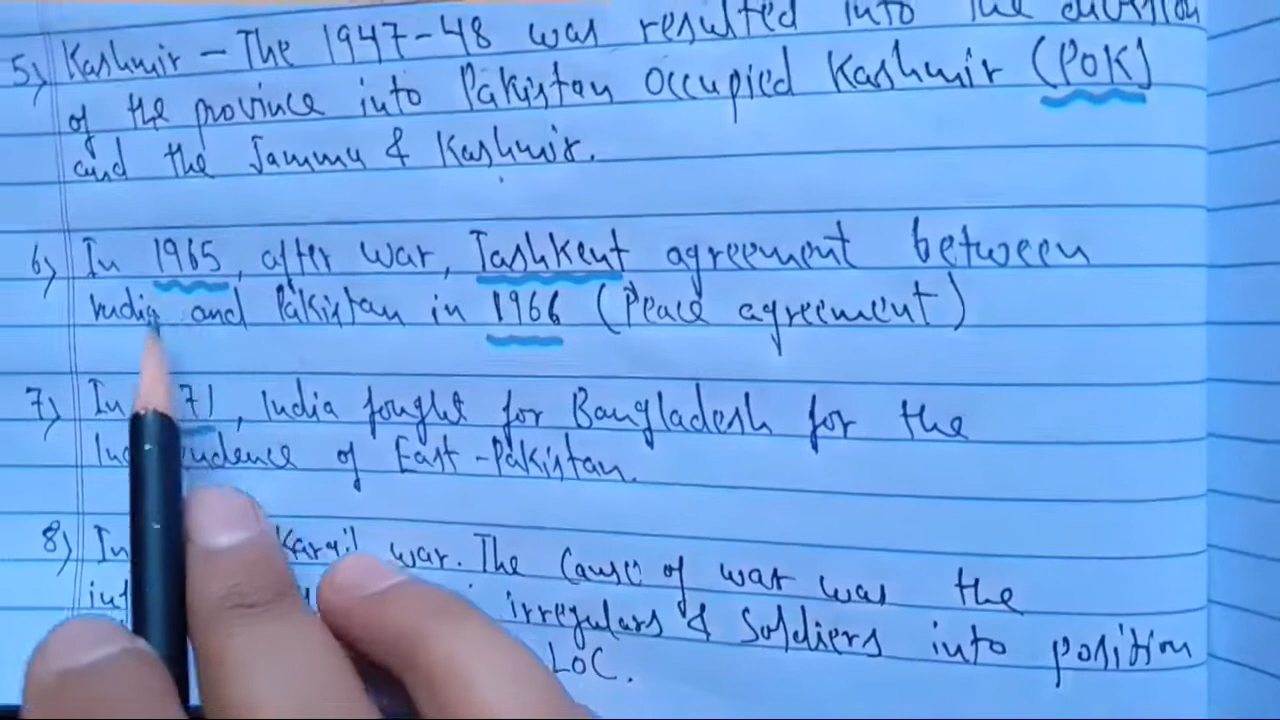 5) Kashmir – The 1947-48 was resulted into the division
of the province into Pakistan Occupied Kashmir (POK)
and the Jammu & Kashmir.
6) In 1965, after war, Tashkent agreement between
India and Pakistan in 1966 (Peace agreement)
7) In 71, India fought for Bangladesh for the
of East-Pakistan.
8) In Kargil war. The Cause of war was the
irregulars & Soldiers into position
LOC.